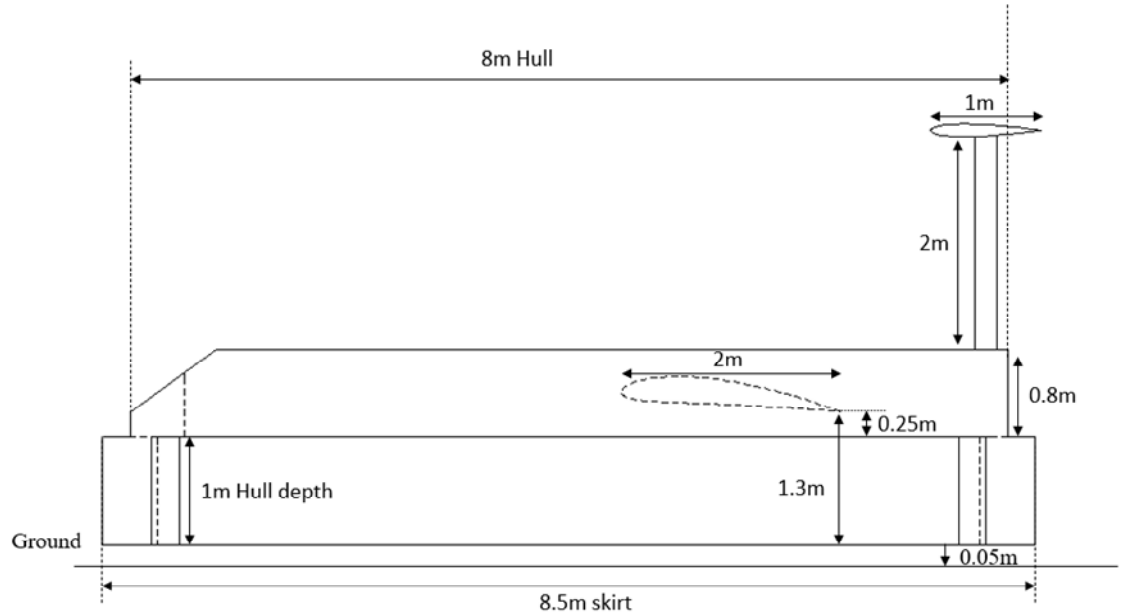 8m Hull
1m
2m
2m
0.8m
0.25m
1m Hull depth
1.3m
Ground
0.05m
8.5m skirt